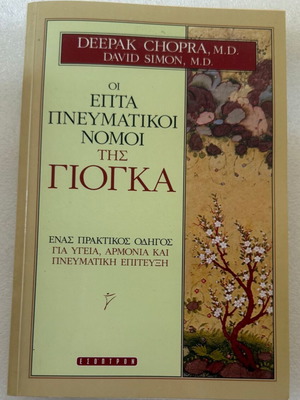 DEEPAK CHOPRA, M.D.
DAVID SIMON, M.D.
ΟΙ
ΕΠΤΑ
ΠΝΕΥΜΑΤΙΚΟΙ
ΝΟΜΟΙ
ΤΗΣ
ΓΙΟΓΚΑ
ΕΝΑΣ ΠΡΑΚΤΙΚΟΣ ΟΔΗΓΟΣ
ΓΙΑ ΥΓΕΙΑ, ΑΡΜΟΝΙΑ ΚΑΙ
ΠΝΕΥΜΑΤΙΚΗ ΕΠΙΤΕΥΞΗ
ΕΣΟΠΤΡΟΝ